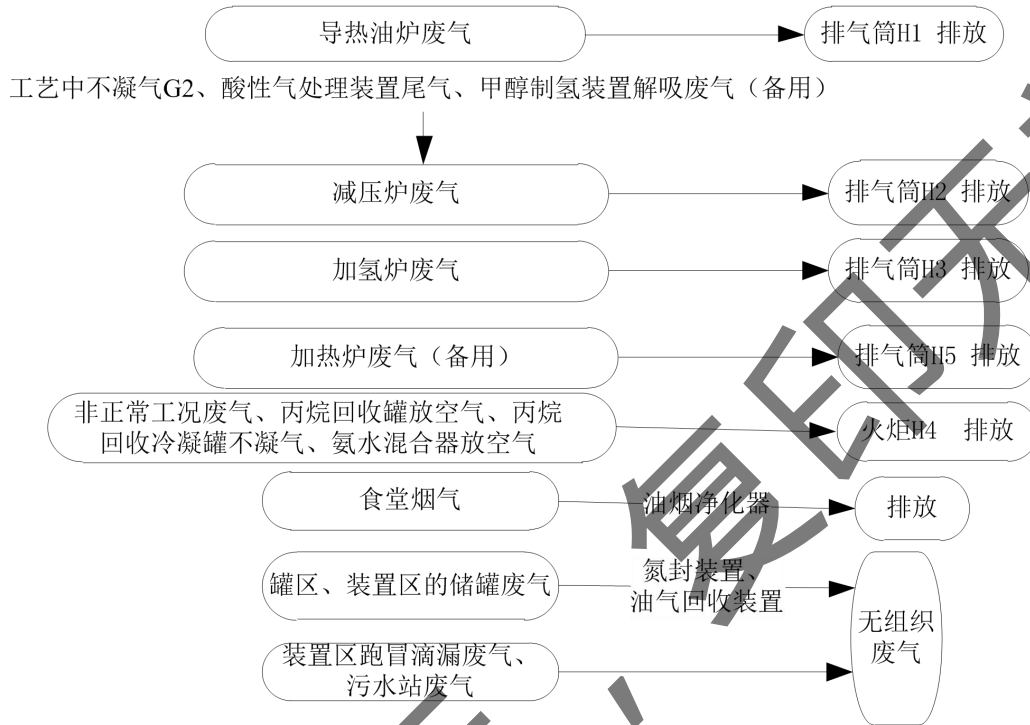 导热油炉废气
排气筒H1 排放
工艺中不凝气G2、酸性气处理装置尾气、甲醇制氢装置解吸废气（备用）
减压炉废气
排气筒H2 排放
加氢炉废气
排气筒H3 排放
加热炉废气（备用）
排气筒H5 排放
非正常工况废气、丙烷回收罐放空气、丙烷
回收冷凝罐不凝气、氨水混合器放空气
火炬H4 排放
食堂烟气
油烟净化器
排放
罐区、装置区的储罐废气
氮封装置、
油气回收装置
无组织
废气
装置区跑冒滴漏废气、
污水站废气
复印无